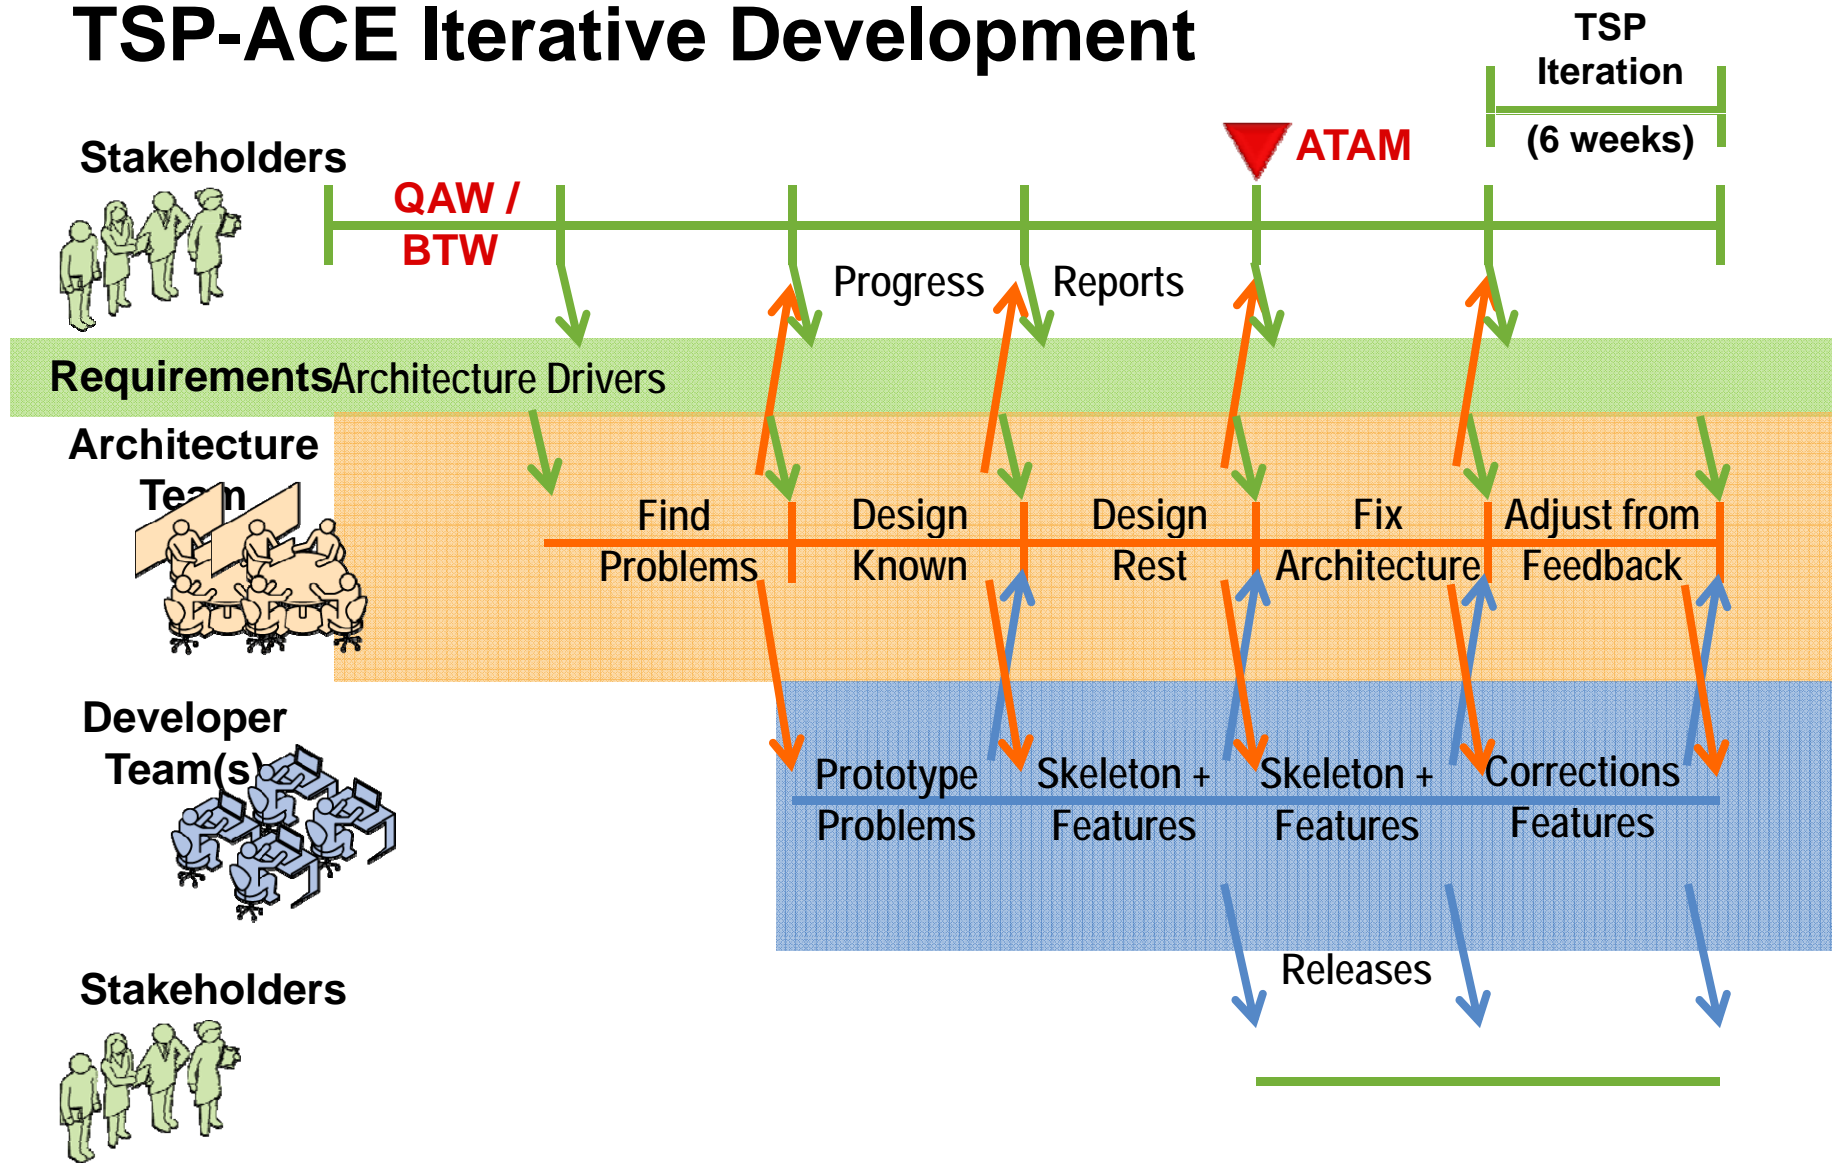 TSP-ACE Iterative Development
TSP
Iteration
(6 weeks)
ATAM
Stakeholders
QAW /
BTW
Progress Reports
Requirements Architecture Drivers
Architecture
Team
Find
Problems
Design
Known
Design
Rest
Fix
Architecture
Adjust from
Feedback
Developer
Team(s)
Prototype
Problems
Skeleton +
Features
Skeleton +
Features
Corrections
Features
Releases
Stakeholders